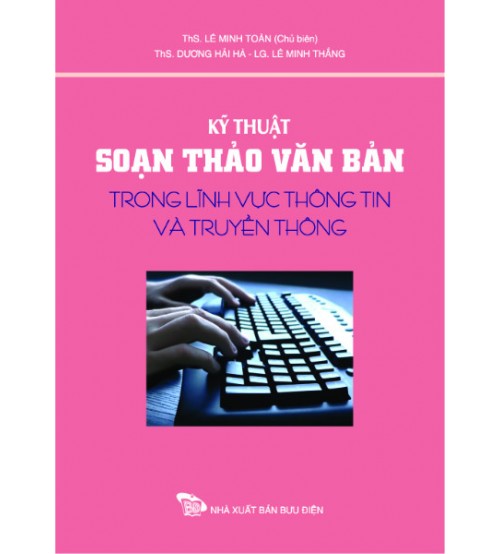 ThS. LÊ MINH TOÀN (Chủ biên)
ThS. DƯƠNG HẢI HÀ - LG. LÊ MINH THẮNG
KỸ THUẬT
SOẠN THẢO VĂN BẢN
TRONG LĨNH VỰC THÔNG TIN
VÀ TRUYỀN THÔNG
NHÀ XUẤT BẢN BƯU ĐIỆN